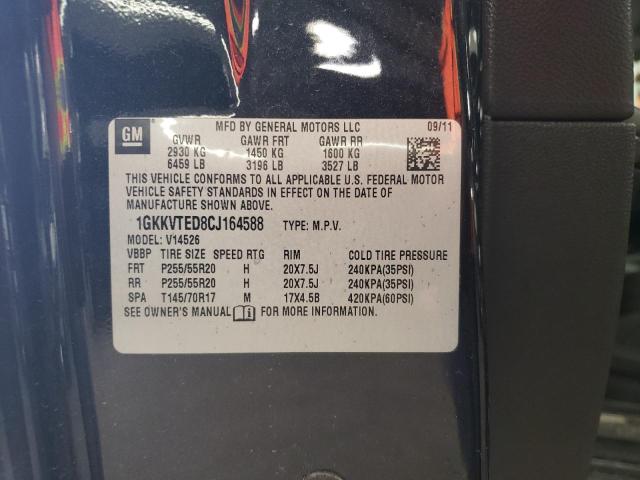 GM
MFD BY GENERAL MOTORS LLC 09/11
GVWR GAWR FRT GAWR RR
2930 KG 1450 KG 1600 KG
6459 LB 3196 LB 3527 LB
THIS VEHICLE CONFORMS TO ALL APPLICABLE U.S. FEDERAL MOTOR
VEHICLE SAFETY STANDARDS IN EFFECT ON THE DATE OF
MANUFACTURE SHOWN ABOVE.
1GKKVTED8CJ164588 TYPE: M.P.V.
MODEL: V14526
VBBP TIRE SIZE SPEED RTG RIM COLD TIRE PRESSURE
FRT P255/55R20 H 20X7.5J 240KPA(35PSI)
RR P255/55R20 H 20X7.5J 240KPA(35PSI)
SPA T145/70R17 M 17X4.5B 420KPA(60PSI)
SEE OWNER'S MANUAL FOR MORE INFORMATION.